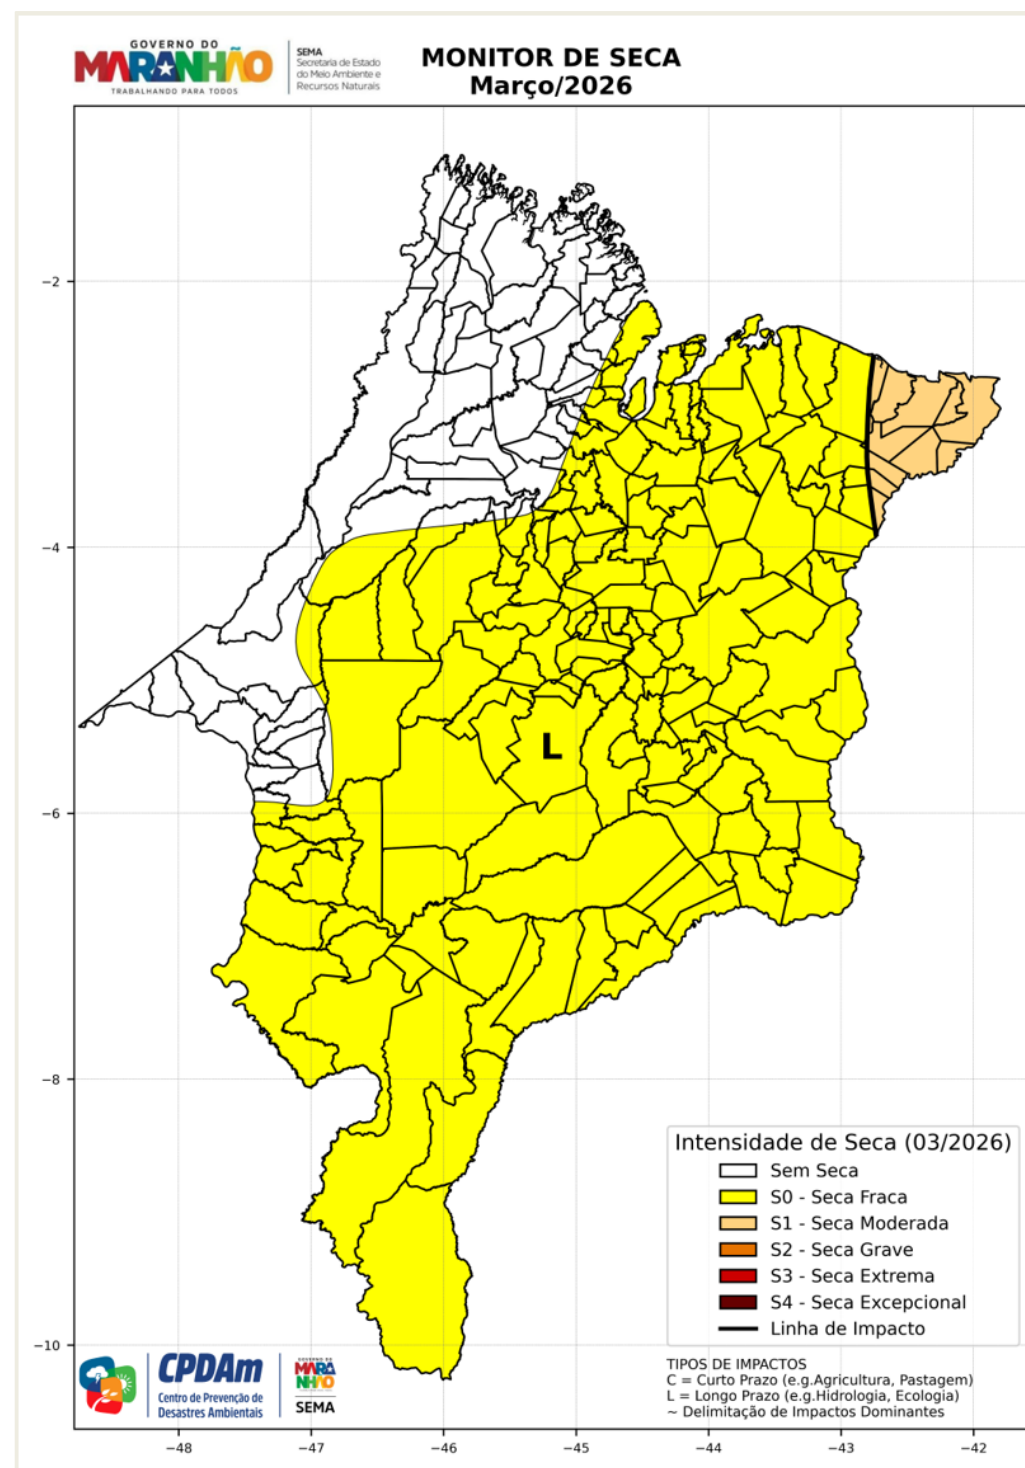 GOVERNO DO
MARANHÃO
TRABALHANDO PARA TODOS
SEMA
Secretaria de Estado
do Meio Ambiente e
Recursos Naturais
MONITOR DE SECA
Março/2026
−2
−4
−6
−8
−10
L
Intensidade de Seca (03/2026)
Sem Seca
S0 - Seca Fraca
S1 - Seca Moderada
S2 - Seca Grave
S3 - Seca Extrema
S4 - Seca Excepcional
Linha de Impacto
TIPOS DE IMPACTOS
C = Curto Prazo (e.g.Agricultura, Pastagem)
L = Longo Prazo (e.g.Hidrologia, Ecologia)
~ Delimitação de Impactos Dominantes
CPDAm
Centro de Prevenção de
Desastres Ambientais
GOVERNO DO
MARANHÃO
SEMA
−48 −47 −46 −45 −44 −43 −42